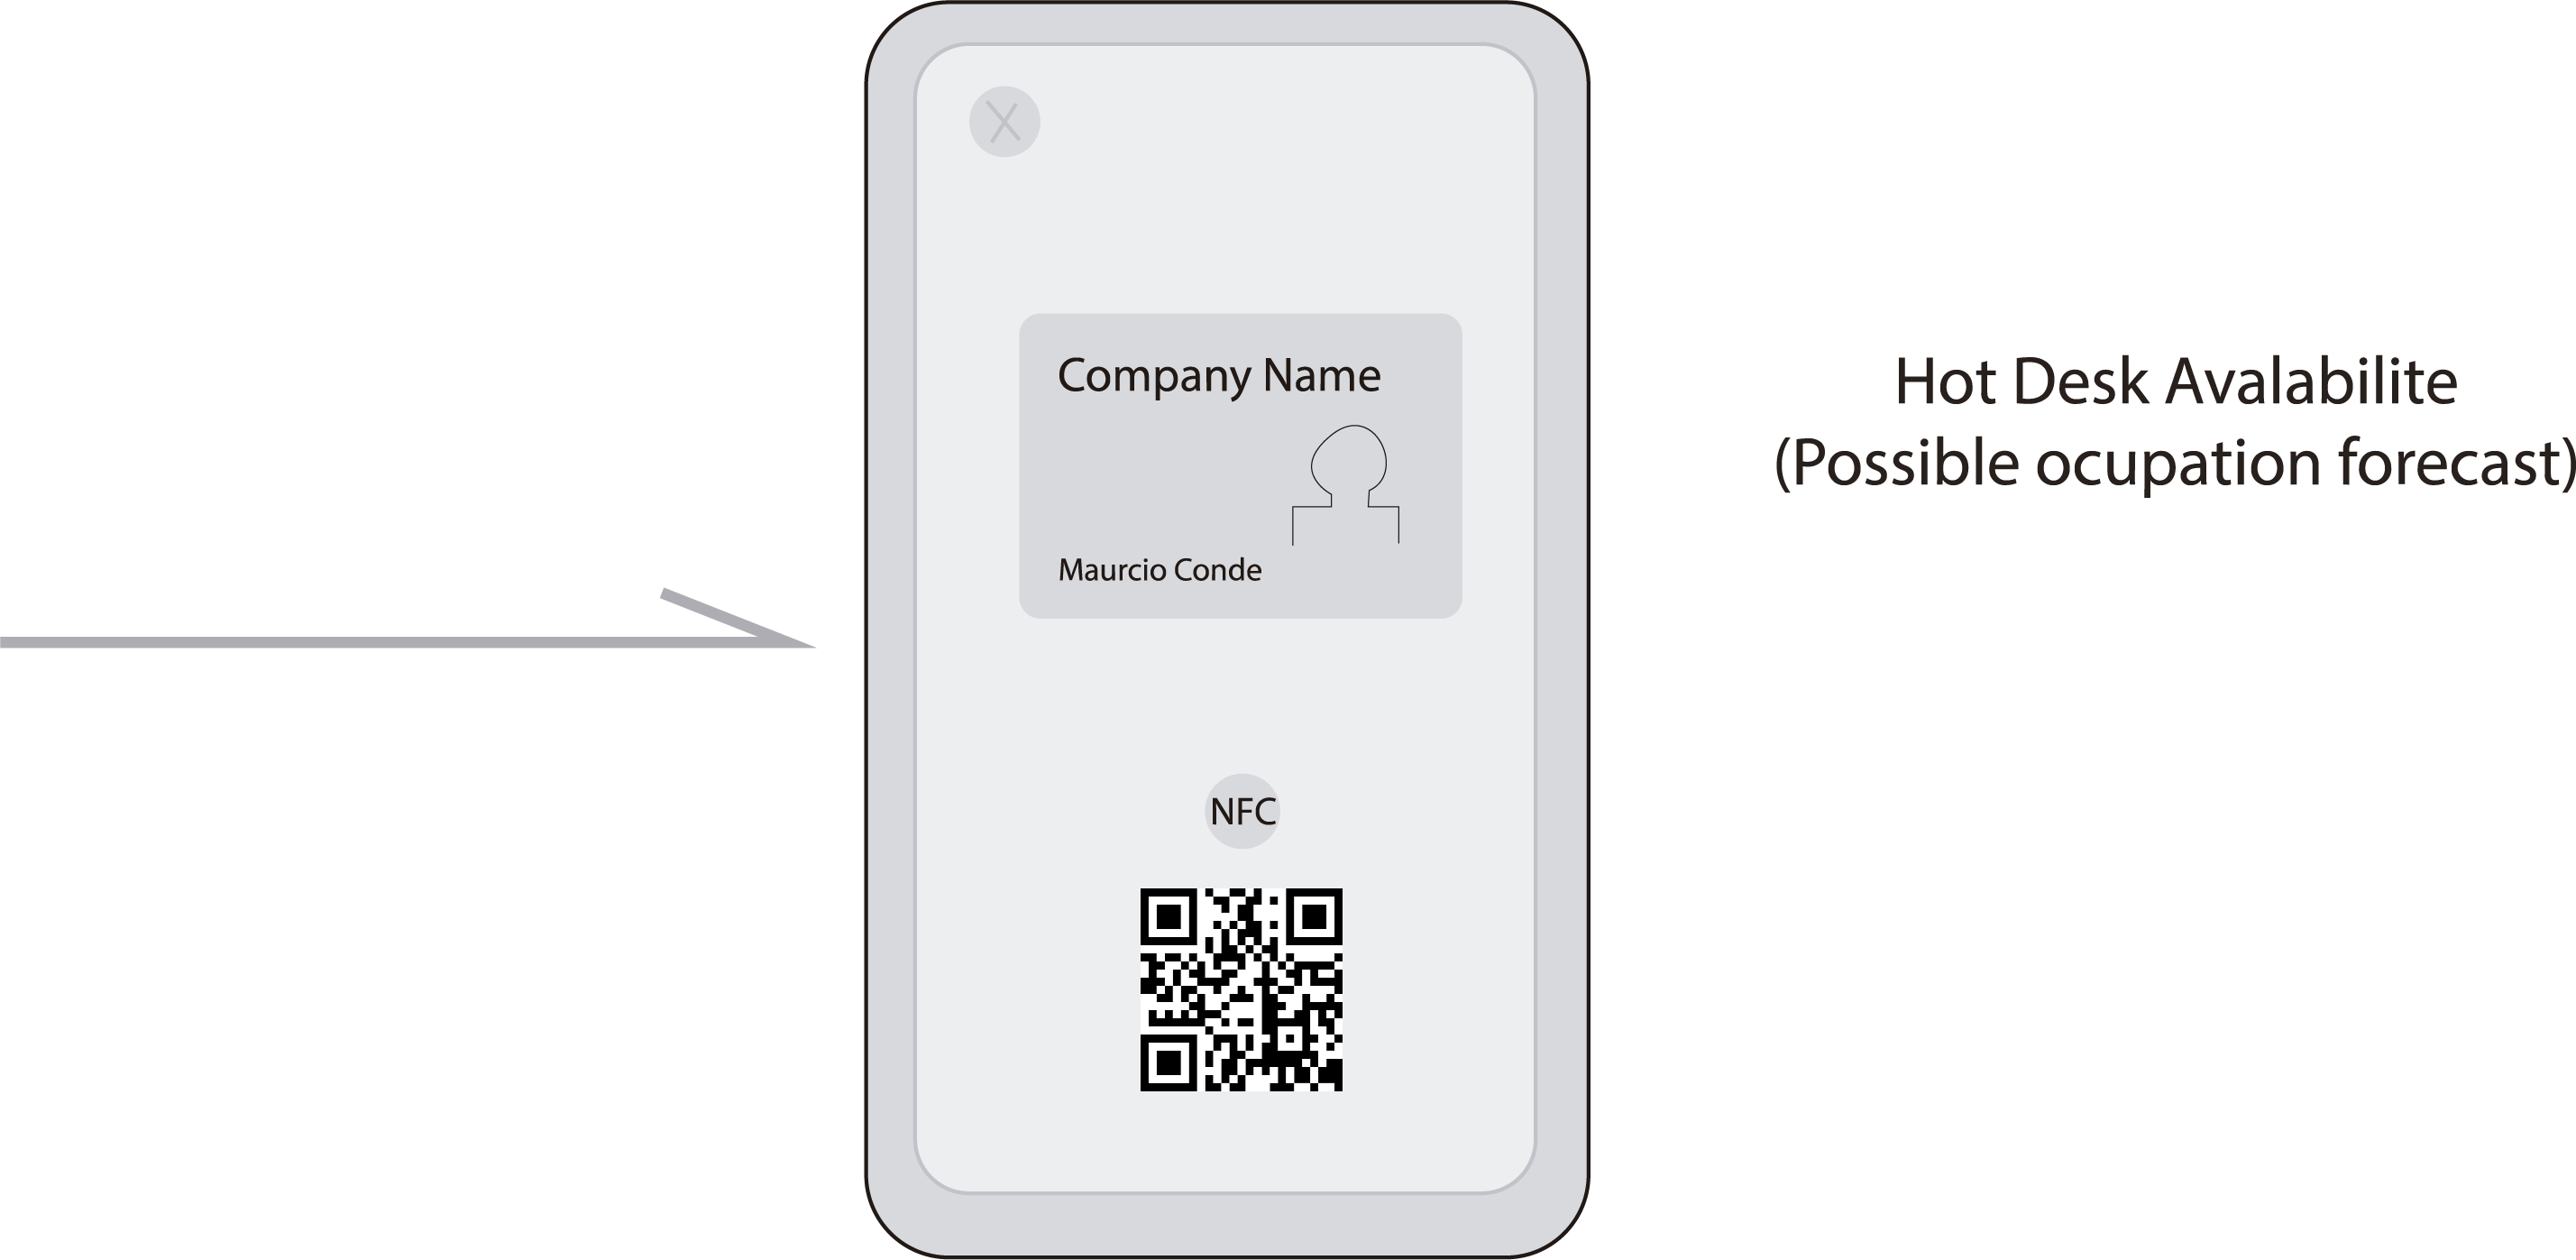 X
Company Name
Maurcio Conde
NFC
Hot Desk Avalabilite
(Possible ocupation forecast)